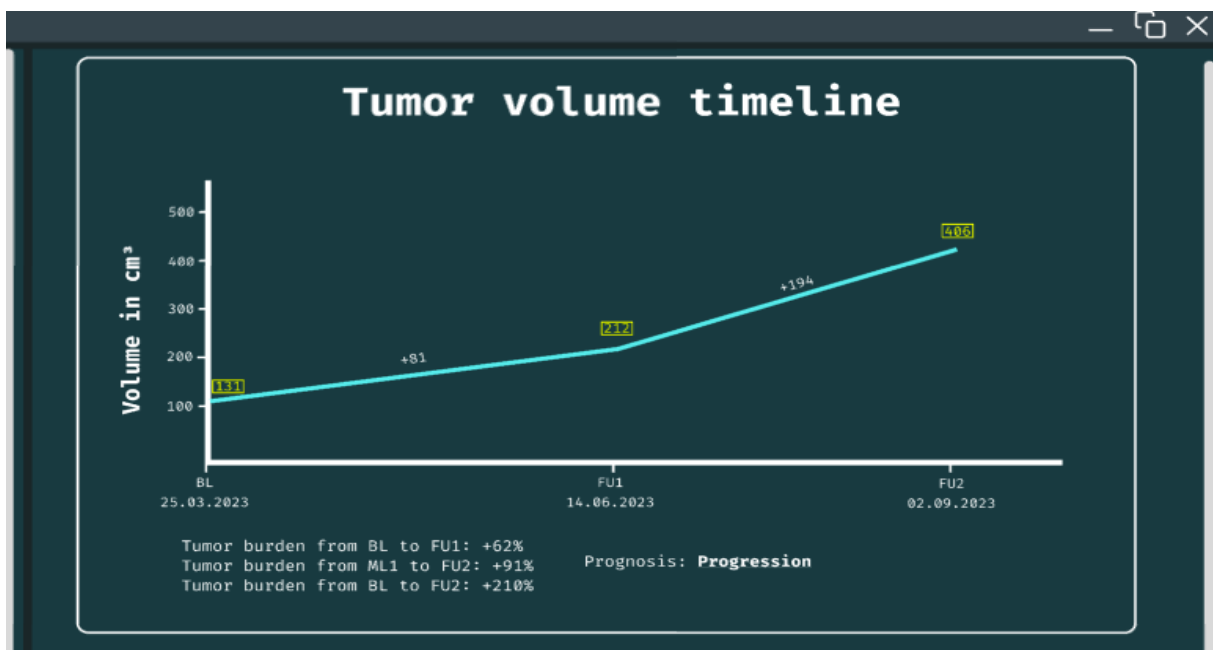 Tumor volume timeline
Volume in cm³
500
400
300
200
100
131
+81
212
+194
406
BL
25.03.2023
FU1
14.06.2023
FU2
02.09.2023
Tumor burden from BL to FU1: +62%
Tumor burden from ML1 to FU2: +91%
Tumor burden from BL to FU2: +210%
Prognosis: Progression